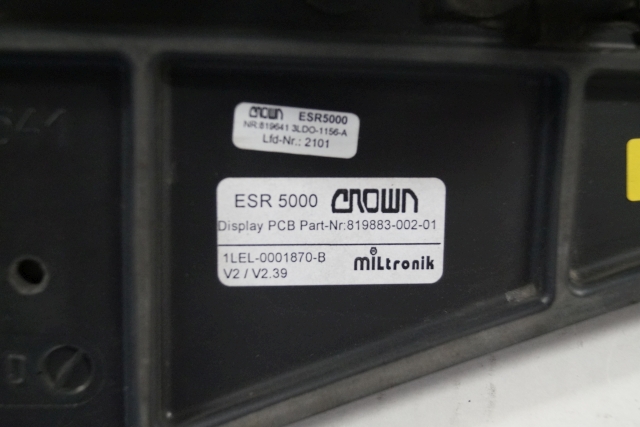 CROWN ESR5000
NR:819641 3LDO-1156-A
Lfd-Nr.: 2101
ESR 5000 CROWN
Display PCB Part-Nr:819883-002-01
1LEL-0001870-B
V2 / V2.39
miLtronik